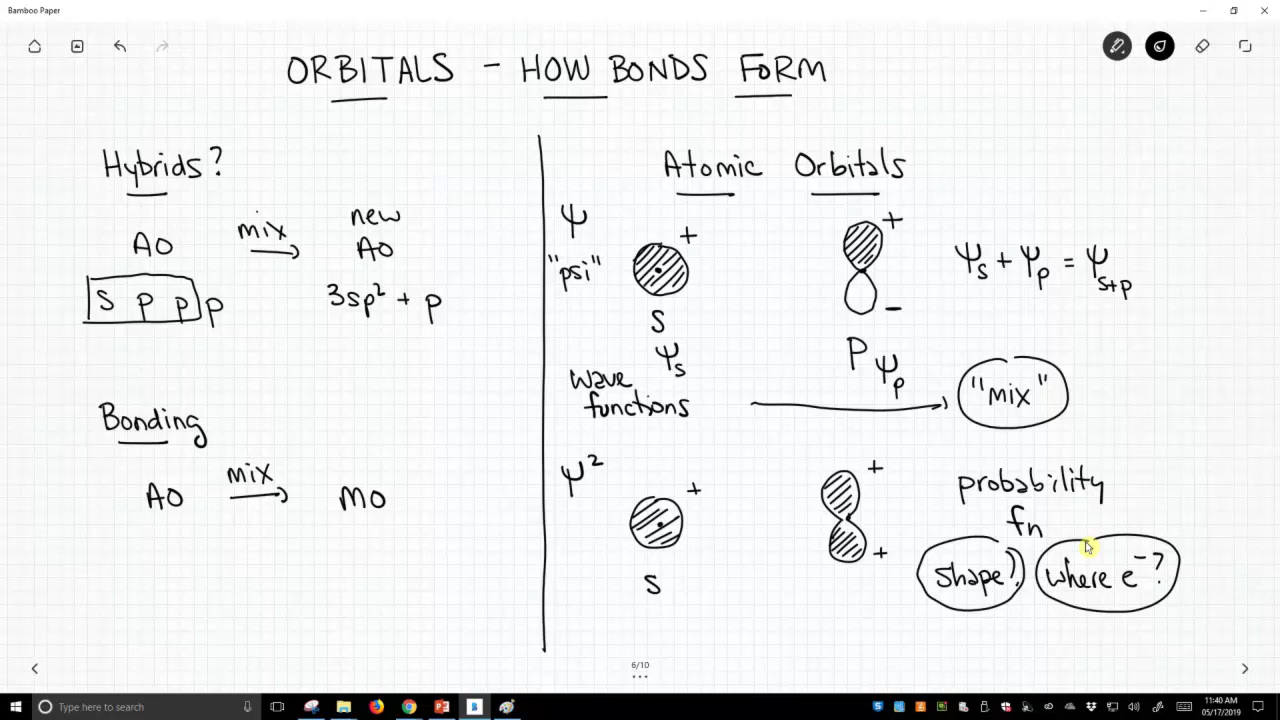 Bamboo Paper
ORBITALS - HOW BONDS FORM
Hybrids?
AO mix new AO
s p p p 3sp² + p
Bonding
AO mix MO
Atomic Orbitals
Ψ
"psi"
+
s
Ψs
+
-
P Ψp
Ψs + Ψp = Ψs+p
wave
functions
"mix"
Ψ²
+
s
+
+
probability
fn
shape?
where e⁻?
6/10
Type here to search
11:40 AM
05/17/2019